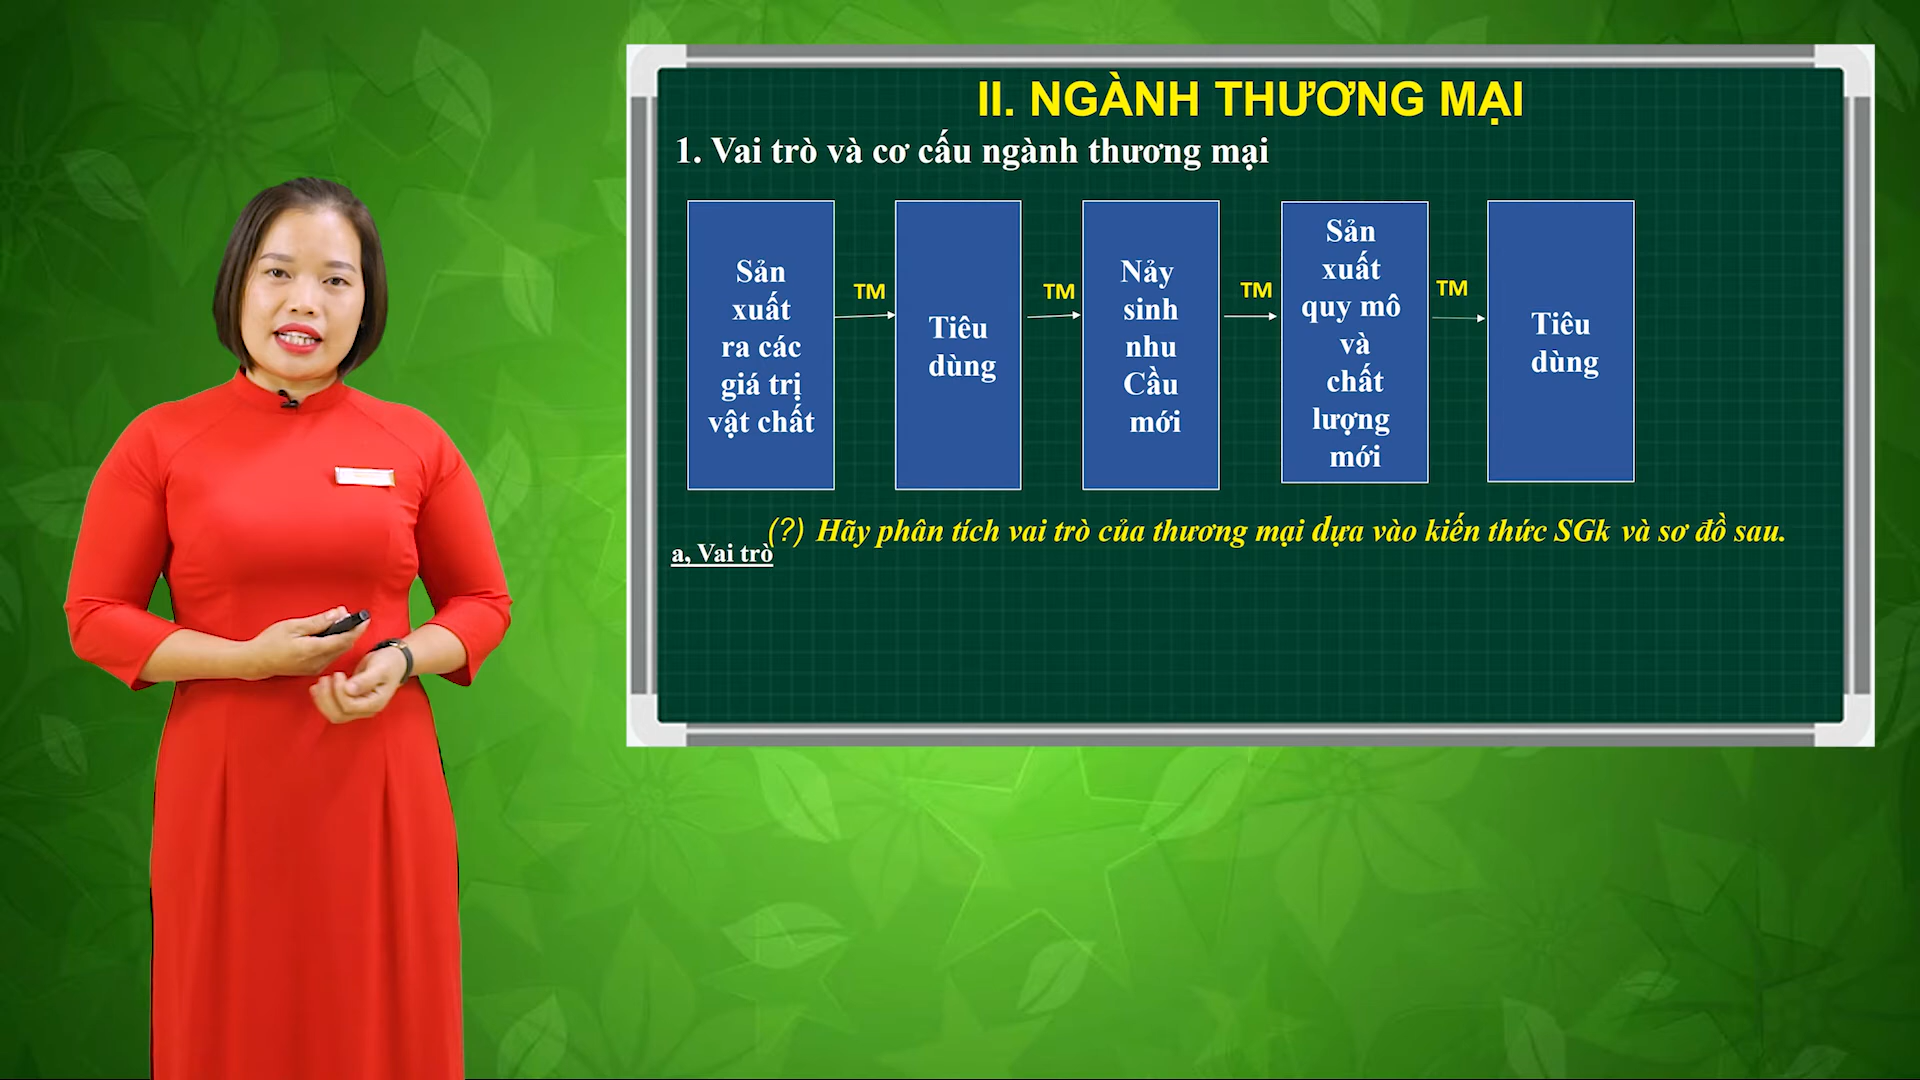 II. NGÀNH THƯƠNG MẠI
1. Vai trò và cơ cấu ngành thương mại
Sản
xuất
ra các
giá trị
vật chất
TM
Tiêu
dùng
TM
Nảy
sinh
nhu
Cầu
mới
TM
Sản
xuất
quy mô
và
chất
lượng
mới
TM
Tiêu
dùng
(?) Hãy phân tích vai trò của thương mại dựa vào kiến thức SGk và sơ đồ sau.
a, Vai trò